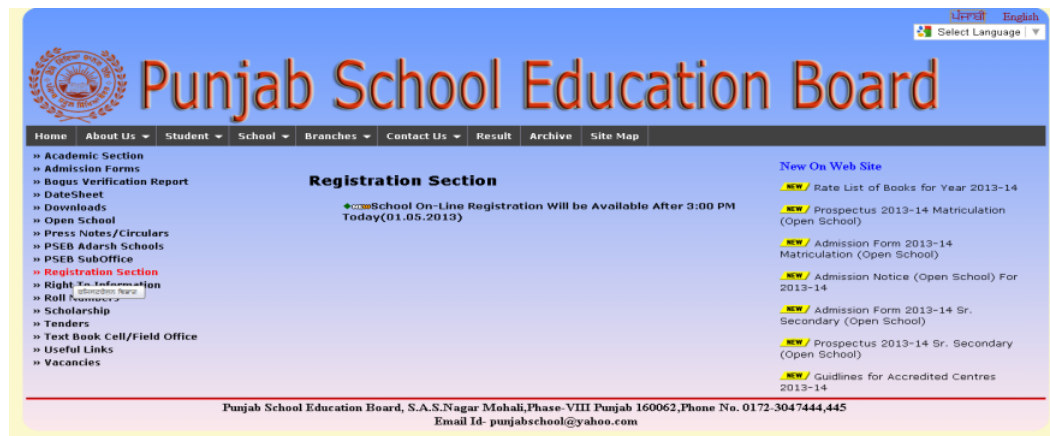 ਪੰਜਾਬੀ English
Select Language
Punjab School Education Board
Home About Us Student School Branches Contact Us Result Archive Site Map
» Academic Section
» Admission Forms
» Bogus Verification Report
» DateSheet
» Downloads
» Open School
» Press Notes/Circulars
» PSEB Adarsh Schools
» PSEB SubOffice
» Registration Section
» Right To Information
» Roll Numbers
» Scholarship
» Tenders
» Text Book Cell/Field Office
» Useful Links
» Vacancies
Registration Section
School On-Line Registration Will be Available After 3:00 PM
Today(01.05.2013)
New On Web Site
NEW Rate List of Books for Year 2013-14
NEW Prospectus 2013-14 Matriculation
(Open School)
NEW Admission Form 2013-14
Matriculation (Open School)
NEW Admission Notice (Open School) For
2013-14
NEW Admission Form 2013-14 Sr.
Secondary (Open School)
NEW Prospectus 2013-14 Sr. Secondary
(Open School)
NEW Guidlines for Accredited Centres
2013-14
Punjab School Education Board, S.A.S.Nagar Mohali,Phase-VIII Punjab 160062,Phone No. 0172-3047444,445
Email Id- punjabschool@yahoo.com